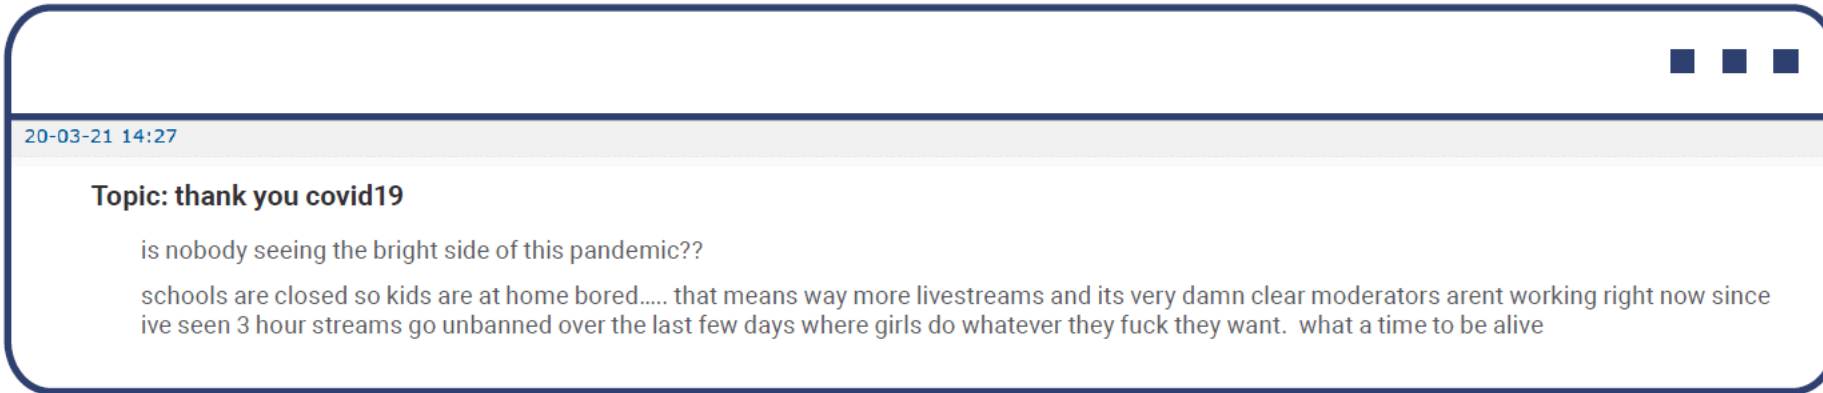 20-03-21 14:27
Topic: thank you covid19
is nobody seeing the bright side of this pandemic??
schools are closed so kids are at home bored..... that means way more livestreams and its very damn clear moderators arent working right now since
ive seen 3 hour streams go unbanned over the last few days where girls do whatever they fuck they want.  what a time to be alive